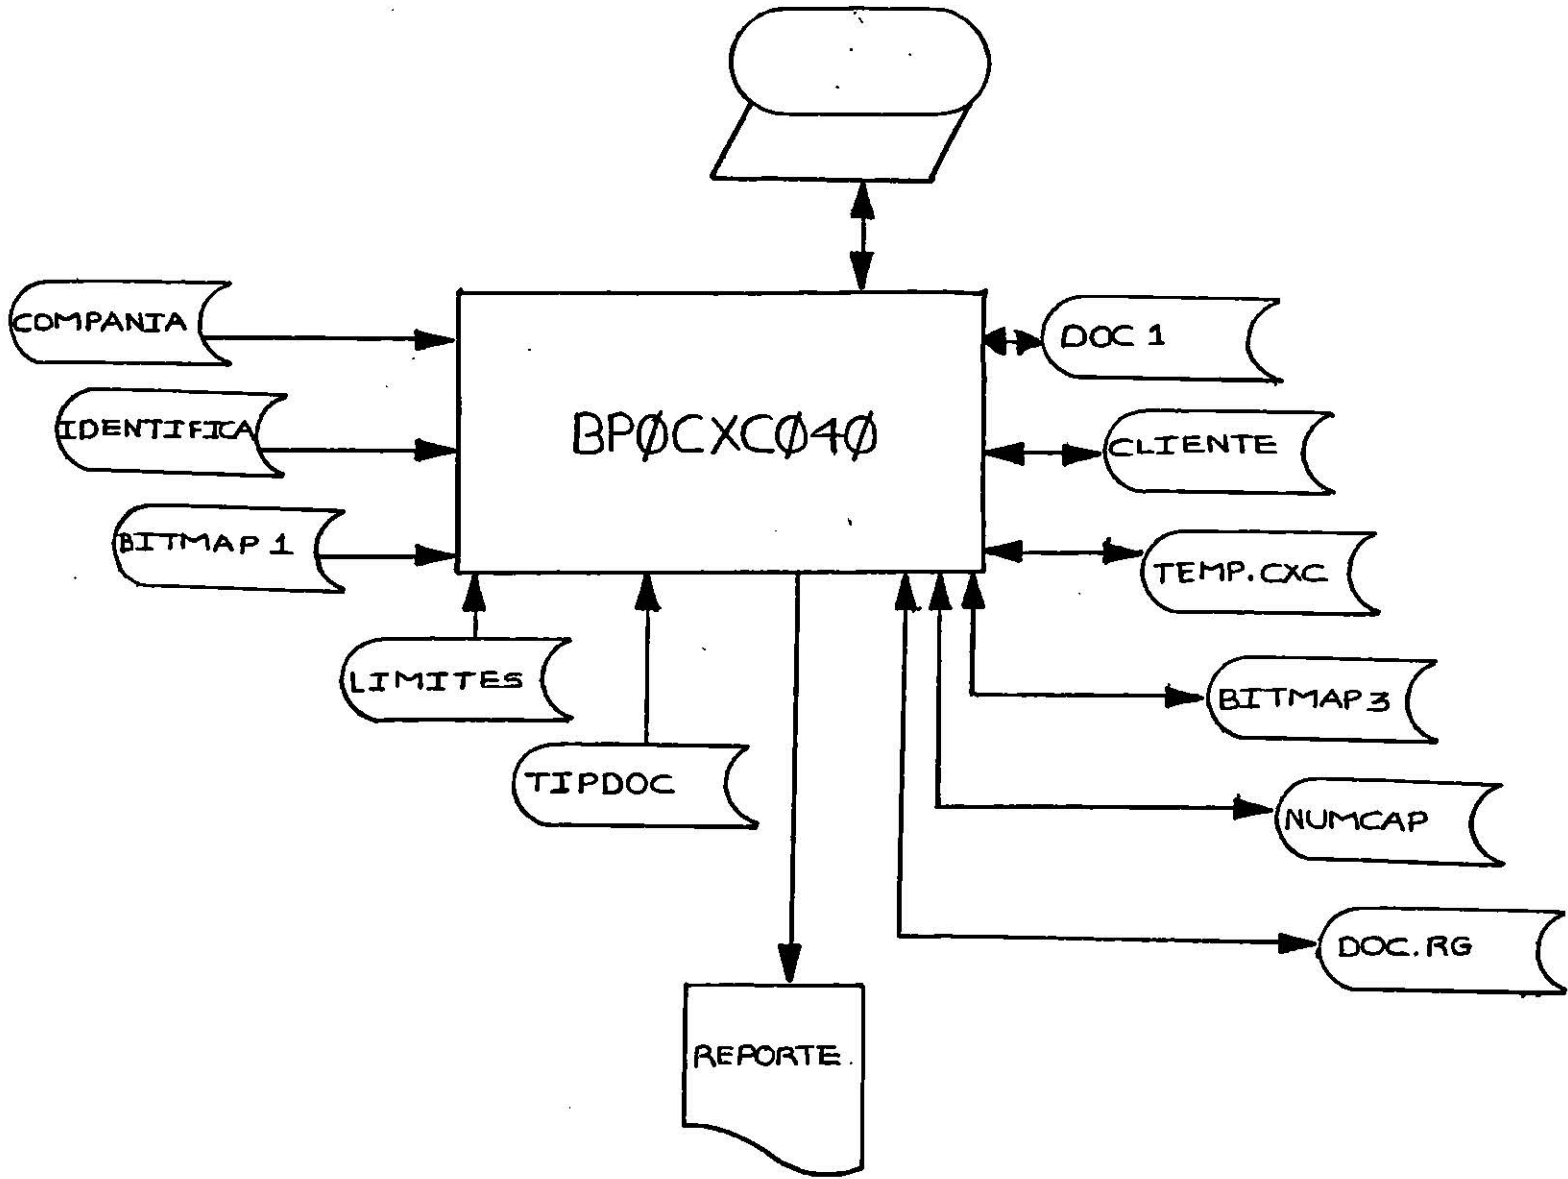 COMPANIA
DOC 1
BPØCXCØ4Ø
IDENTIFICA
CLIENTE
BITMAP 1
TEMP.CXC
LIMITES
BITMAP 3
TIPDOC
NUMCAP
DOC.RG
REPORTE